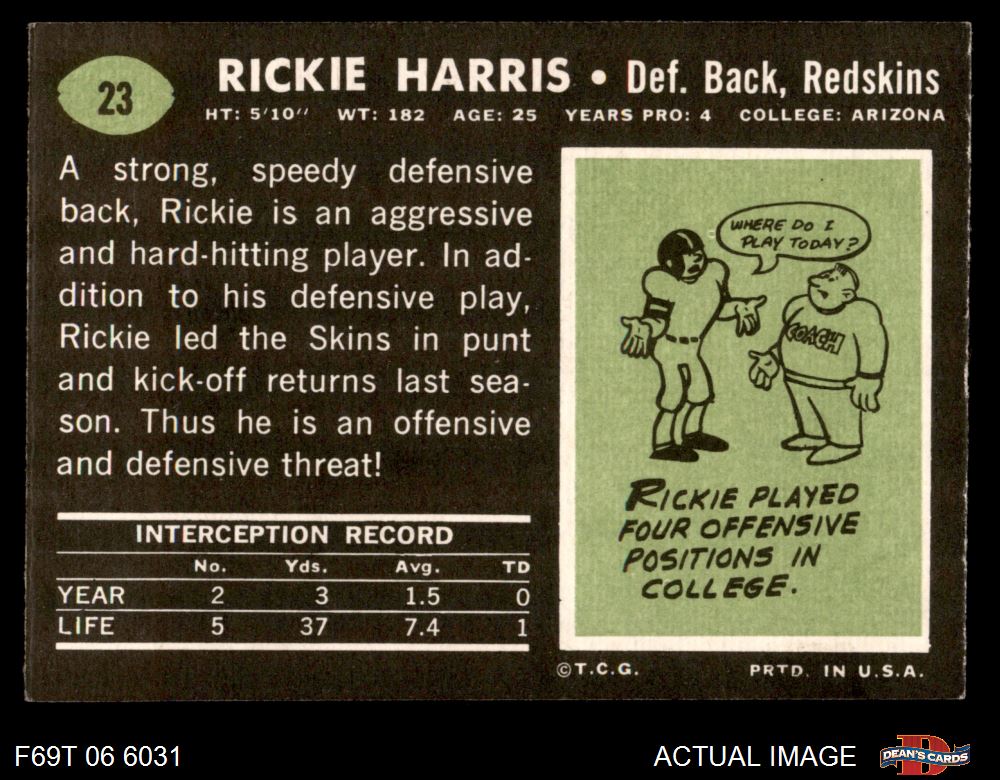 23
RICKIE HARRIS • Def. Back, Redskins
HT: 5'10" WT: 182 AGE: 25 YEARS PRO: 4 COLLEGE: ARIZONA
A strong, speedy defensive
back, Rickie is an aggressive
and hard-hitting player. In ad-
dition to his defensive play,
Rickie led the Skins in punt
and kick-off returns last sea-
son. Thus he is an offensive
and defensive threat!
INTERCEPTION RECORD
No. Yds. Avg. TD
YEAR 2 3 1.5 0
LIFE 5 37 7.4 1
WHERE DO I
PLAY TODAY?
COACH
RICKIE PLAYED
FOUR OFFENSIVE
POSITIONS IN
COLLEGE.
©T.C.G. PRTD. IN U.S.A.
F69T 06 6031 ACTUAL IMAGE
D
DEAN'S CARDS